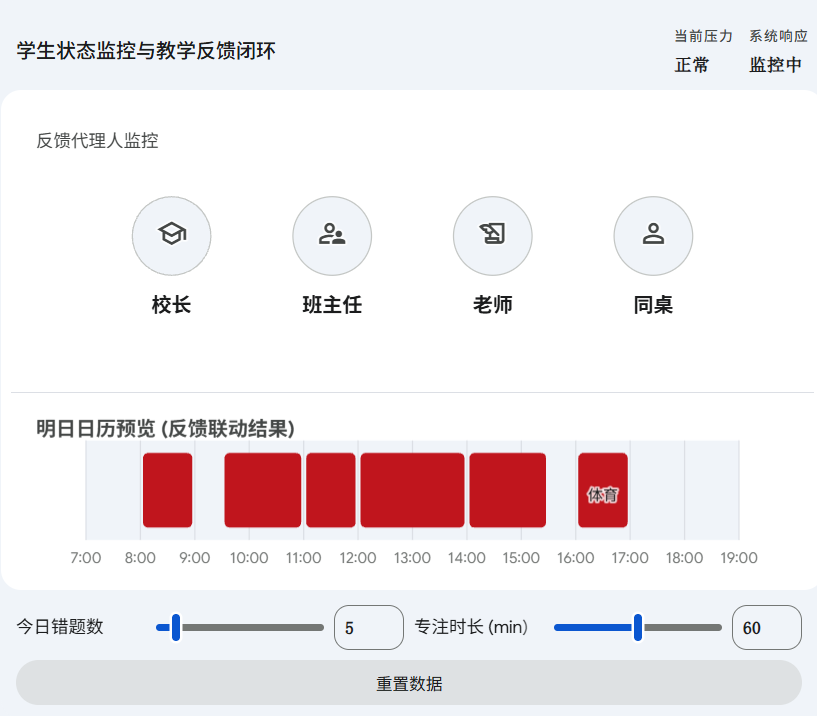 学生状态监控与教学反馈闭环
当前压力 系统响应
正常 监控中
反馈代理人监控
校长 班主任 老师 同桌
明日日历预览 (反馈联动结果)
体育
7:00 8:00 9:00 10:00 11:00 12:00 13:00 14:00 15:00 16:00 17:00 18:00 19:00
今日错题数 5 专注时长 (min) 60
重置数据